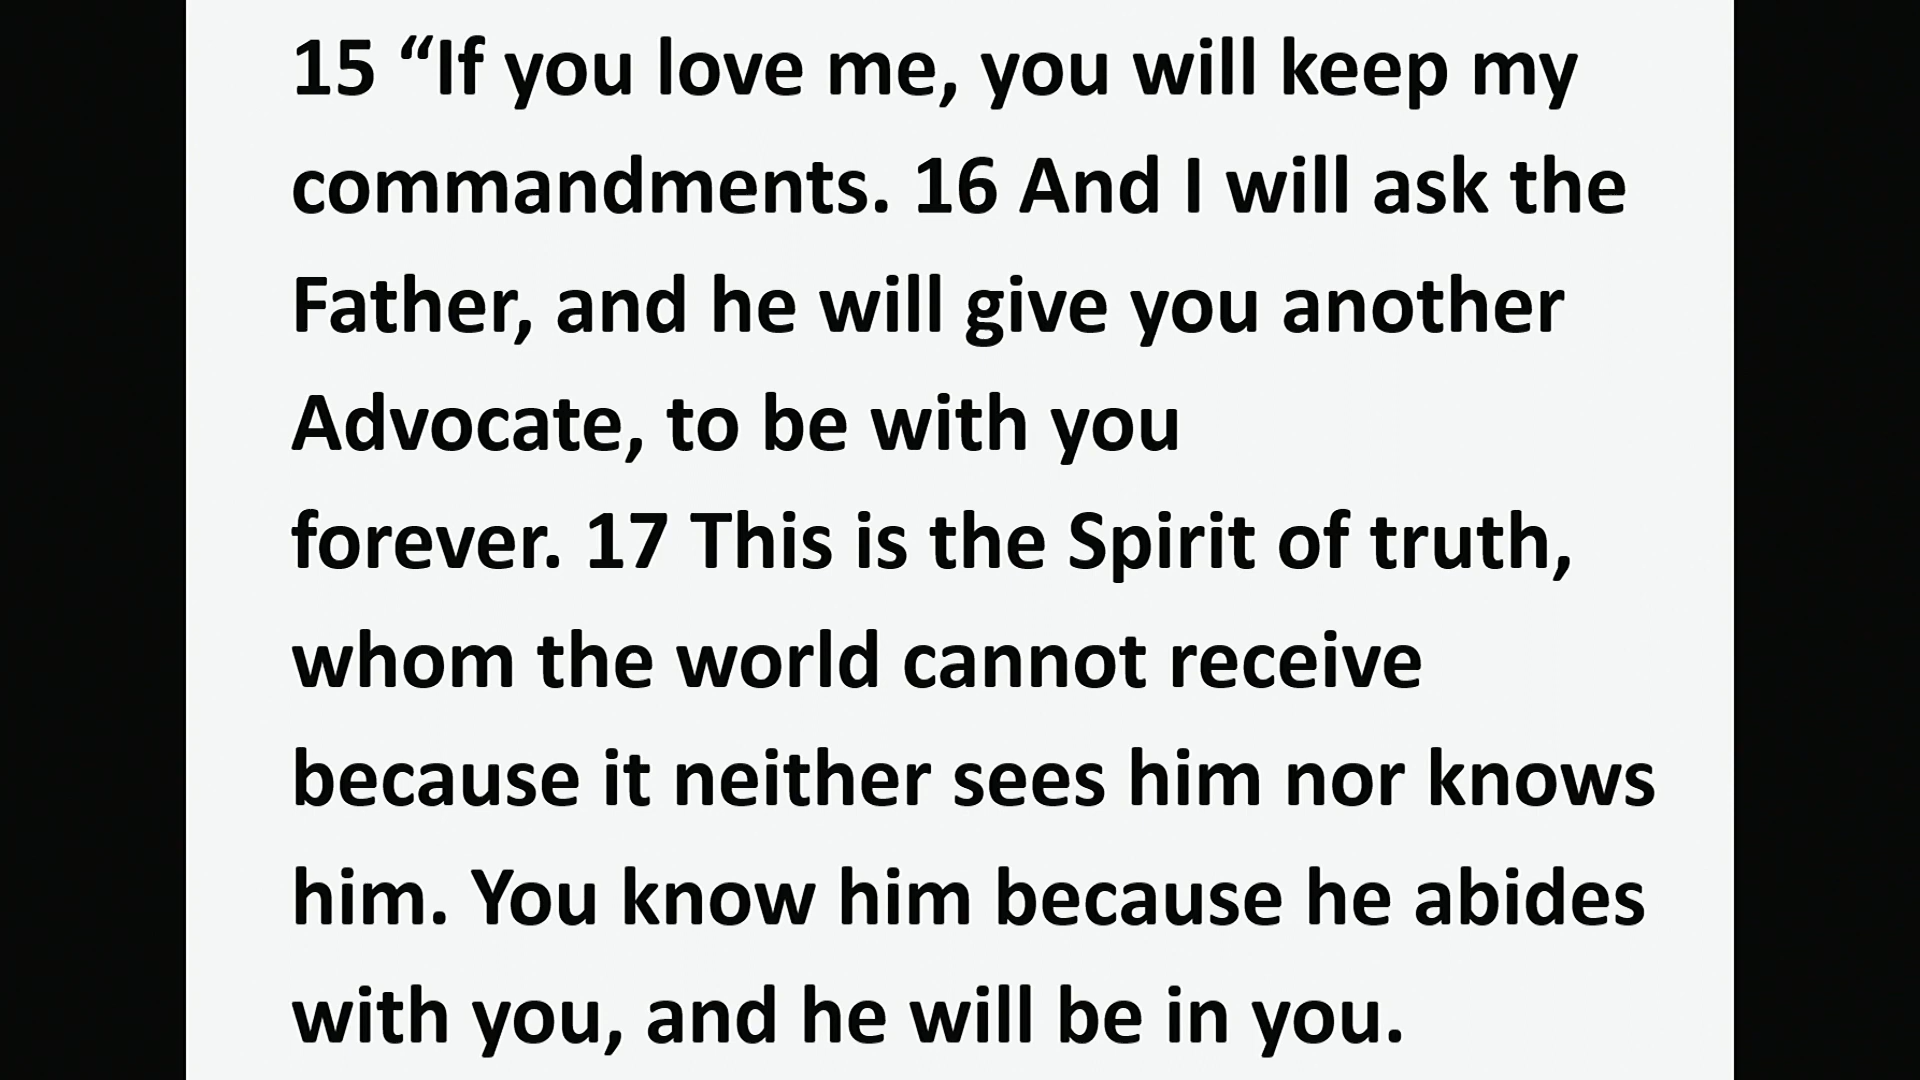 15 “If you love me, you will keep my
commandments. 16 And I will ask the
Father, and he will give you another
Advocate, to be with you
forever. 17 This is the Spirit of truth,
whom the world cannot receive
because it neither sees him nor knows
him. You know him because he abides
with you, and he will be in you.